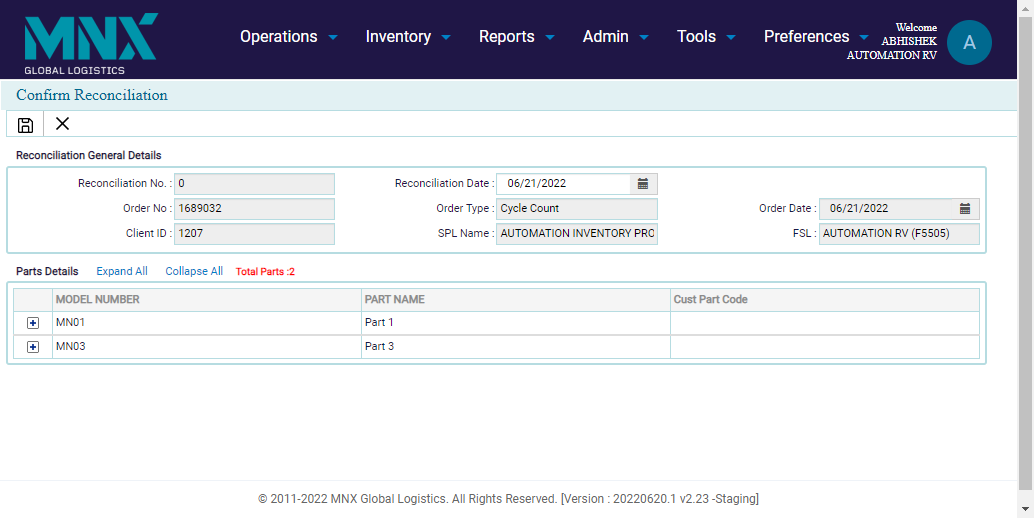 MNX
GLOBAL LOGISTICS
Operations Inventory Reports Admin Tools Preferences
Welcome
ABHISHEK
AUTOMATION RV
A
Confirm Reconciliation
Reconciliation General Details
Reconciliation No. : 0 Reconciliation Date : 06/21/2022
Order No : 1689032 Order Type : Cycle Count Order Date : 06/21/2022
Client ID : 1207 SPL Name : AUTOMATION INVENTORY PRO FSL : AUTOMATION RV (F5505)
Parts Details Expand All Collapse All Total Parts :2
MODEL NUMBER PART NAME Cust Part Code
MN01 Part 1
MN03 Part 3
© 2011-2022 MNX Global Logistics. All Rights Reserved. [Version : 20220620.1 v2.23 -Staging]